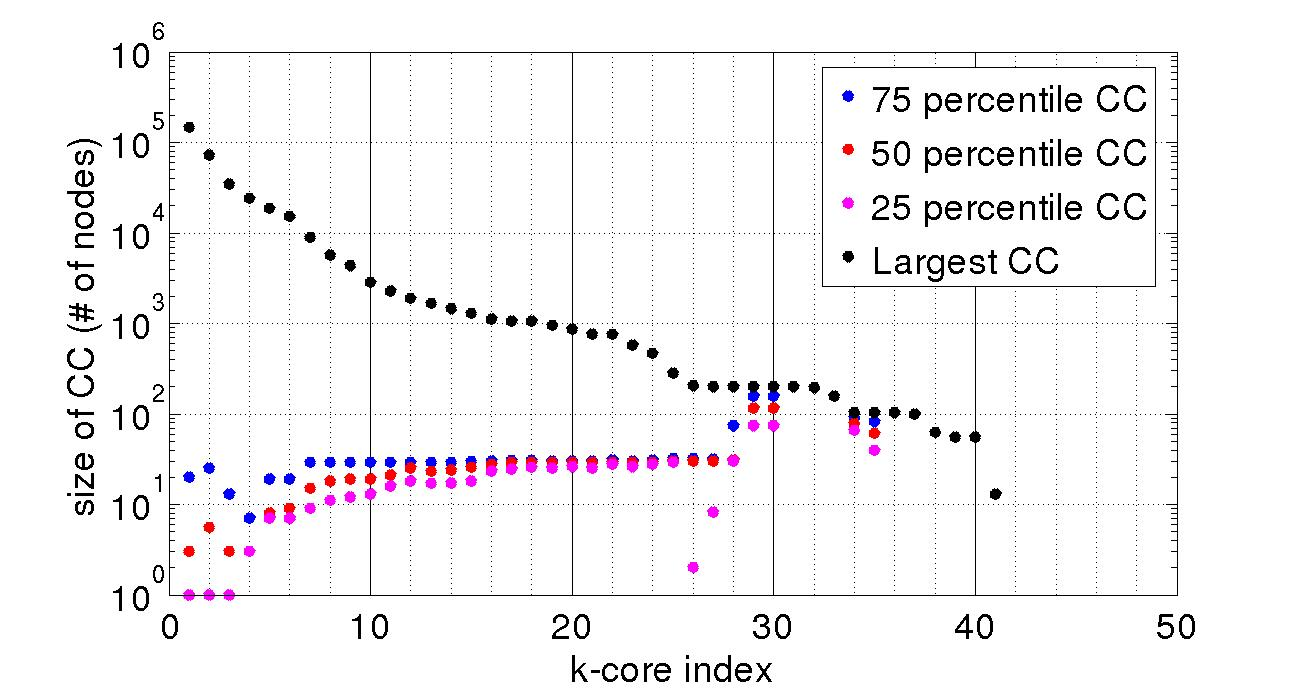 10^6
10^5
10^4
10^3
10^2
10^1
10^0
size of CC (# of nodes)
75 percentile CC
50 percentile CC
25 percentile CC
Largest CC
0 10 20 30 40 50
k-core index